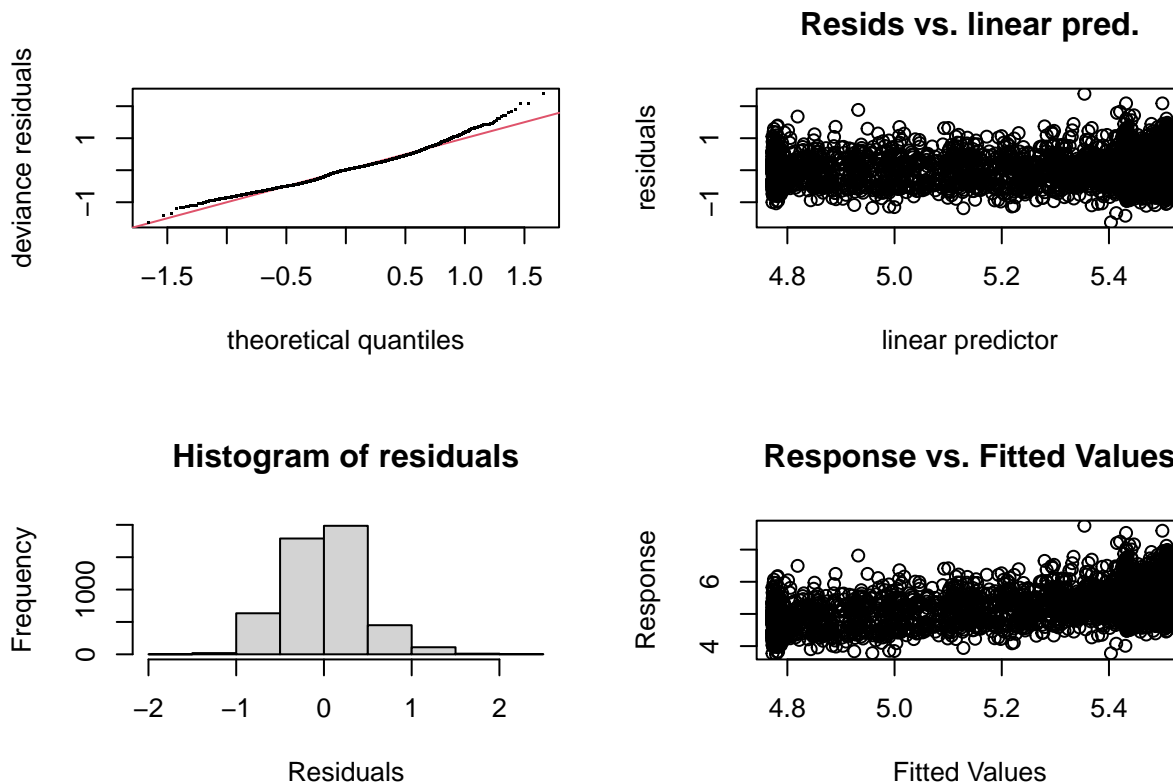 deviance residuals
−1
1
−1.5
−0.5
0.5
1.0
1.5
theoretical quantiles
Resids vs. linear pred.
residuals
−1
1
4.8
5.0
5.2
5.4
linear predictor
Histogram of residuals
Frequency
0
1000
−2
−1
0
1
2
Residuals
Response vs. Fitted Values
Response
4
6
4.8
5.0
5.2
5.4
Fitted Values